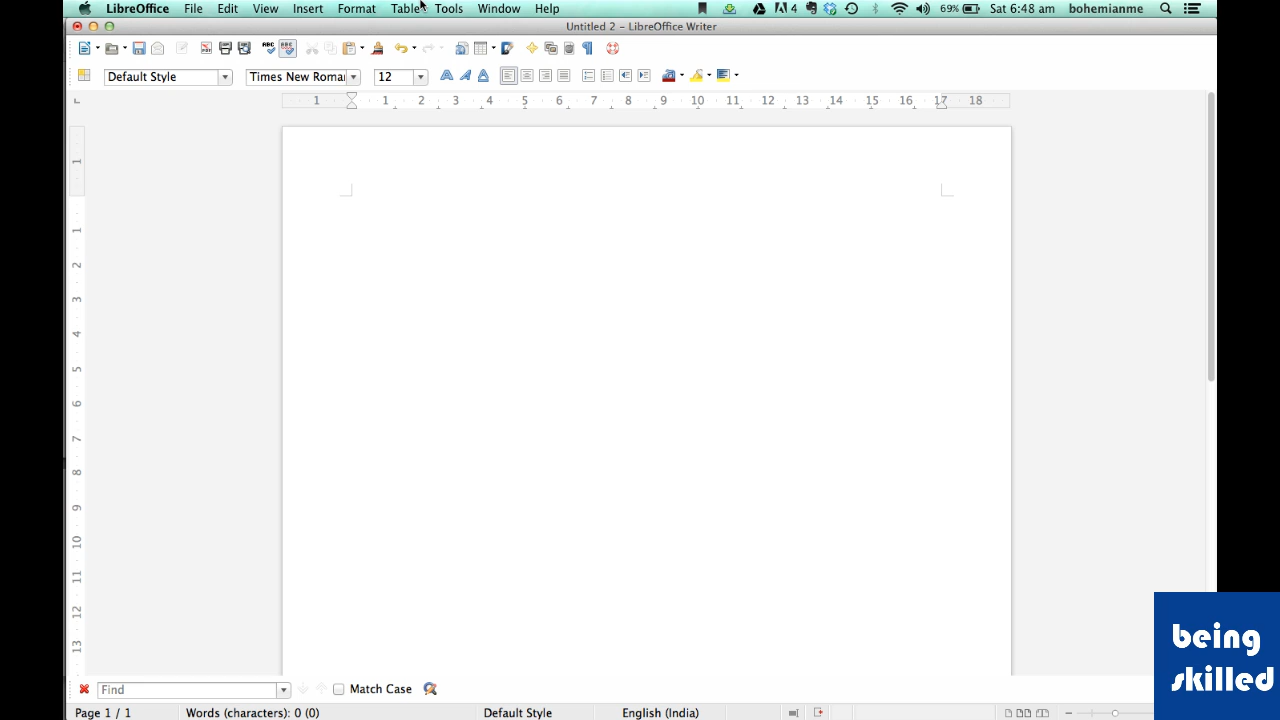 LibreOffice File Edit View Insert Format Table Tools Window Help 4 69% Sat 6:48 am bohemianme
Untitled 2 - LibreOffice Writer
Default Style Times New Roma 12
1 1 2 3 4 5 6 7 8 9 10 11 12 13 14 15 16 17 18
1
1
2
3
4
5
6
7
8
9
10
11
12
13
being
skilled
Find Match Case
Page 1 / 1 Words (characters): 0 (0) Default Style English (India)